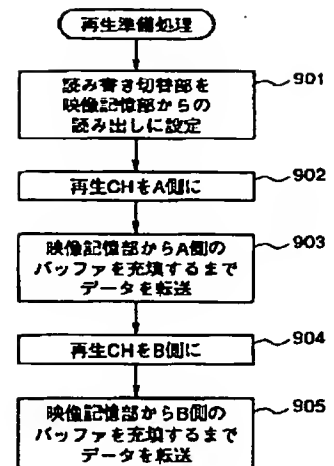 再生準備処理
読み書き切替部を
映像記憶部からの
読み出しに設定
901
再生CHをA側に
902
映像記憶部からA側の
バッファを充填するまで
データを転送
903
再生CHをB側に
904
映像記憶部からB側の
バッファを充填するまで
データを転送
905